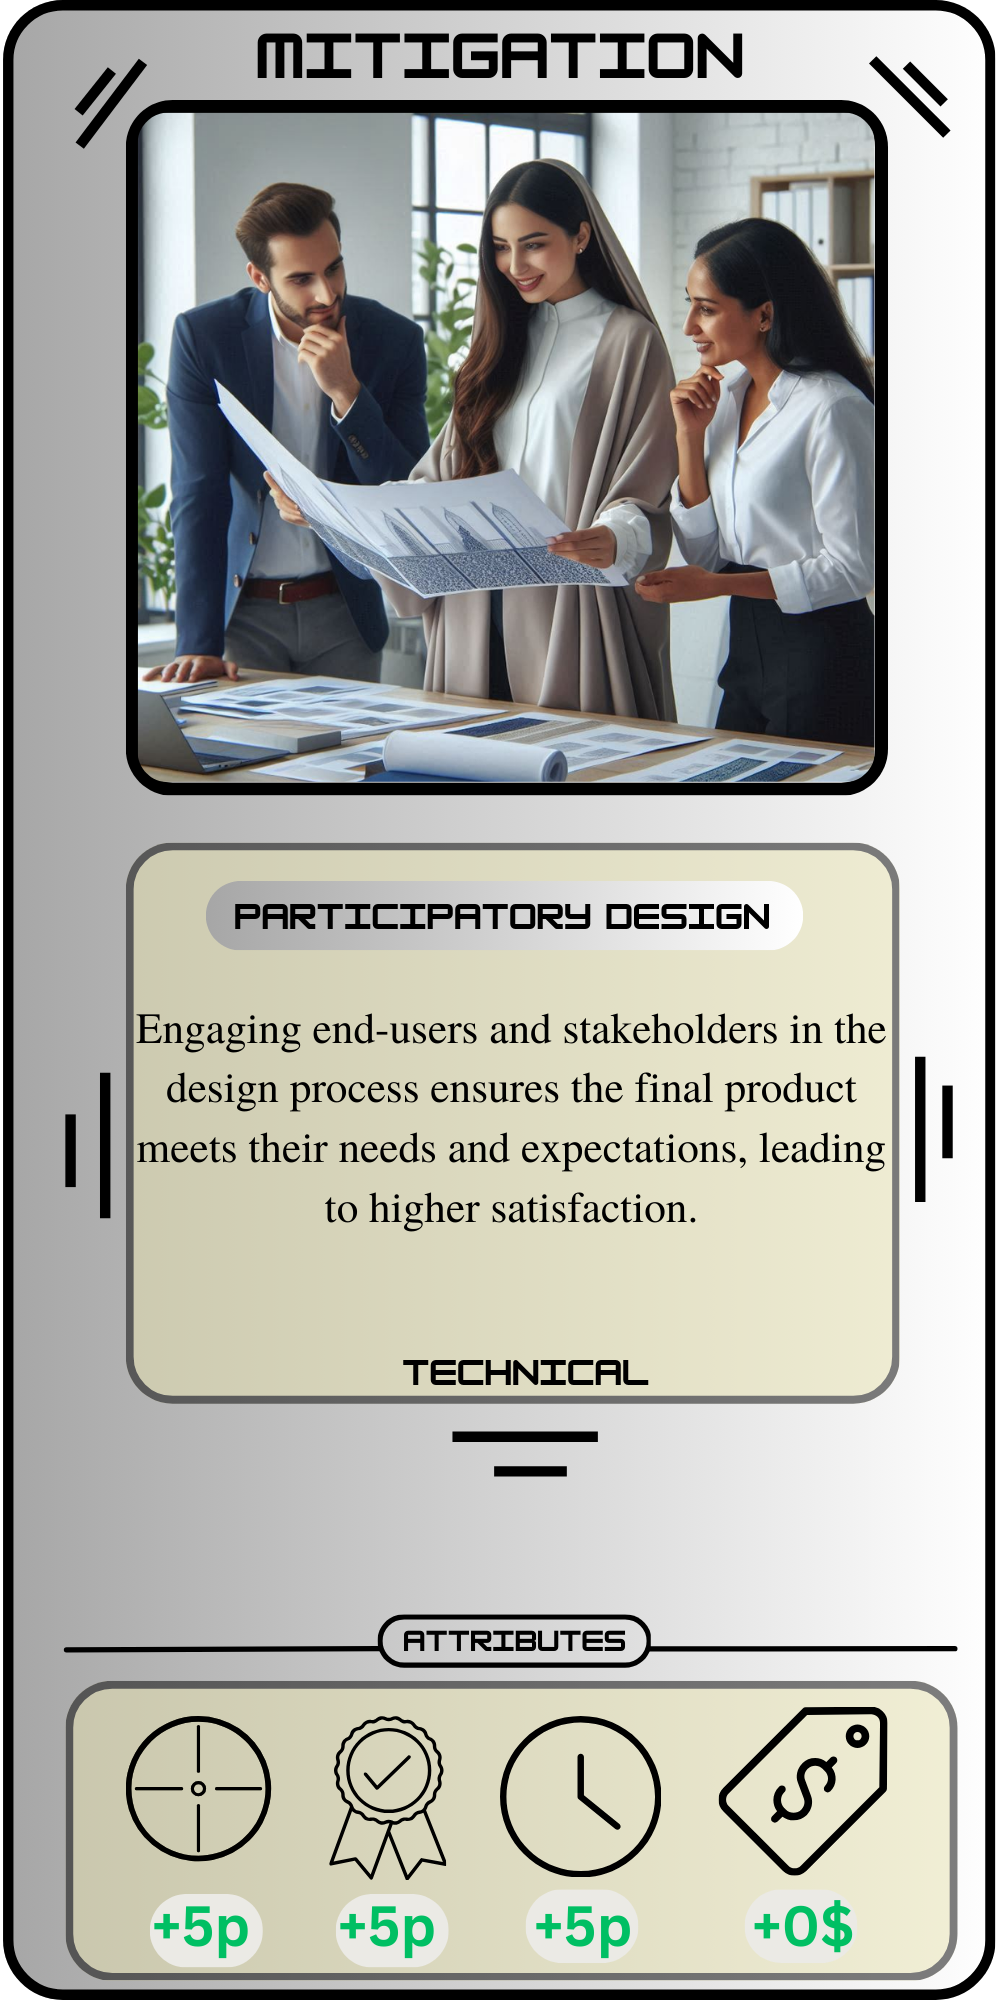 MITIGATION
PARTICIPATORY DESIGN
Engaging end-users and stakeholders in the
design process ensures the final product
meets their needs and expectations, leading
to higher satisfaction.
TECHNICAL
ATTRIBUTES
+5p +5p +5p +0$